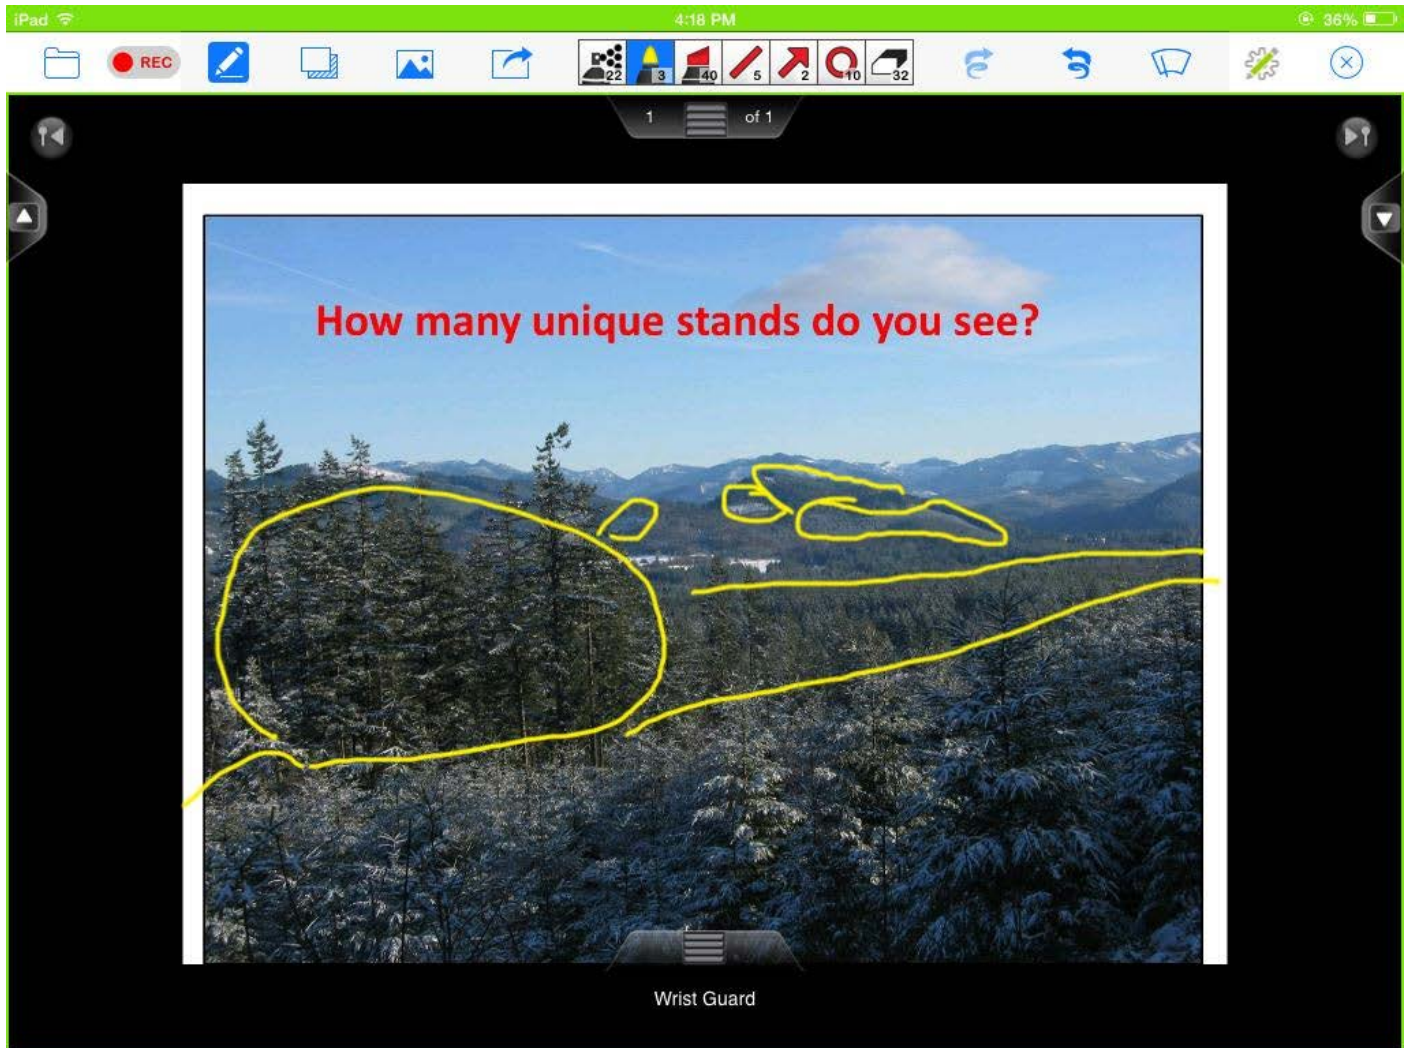 iPad 4:18 PM 36%
REC 22 3 40 5 2 10 32
1 of 1
How many unique stands do you see?
Wrist Guard